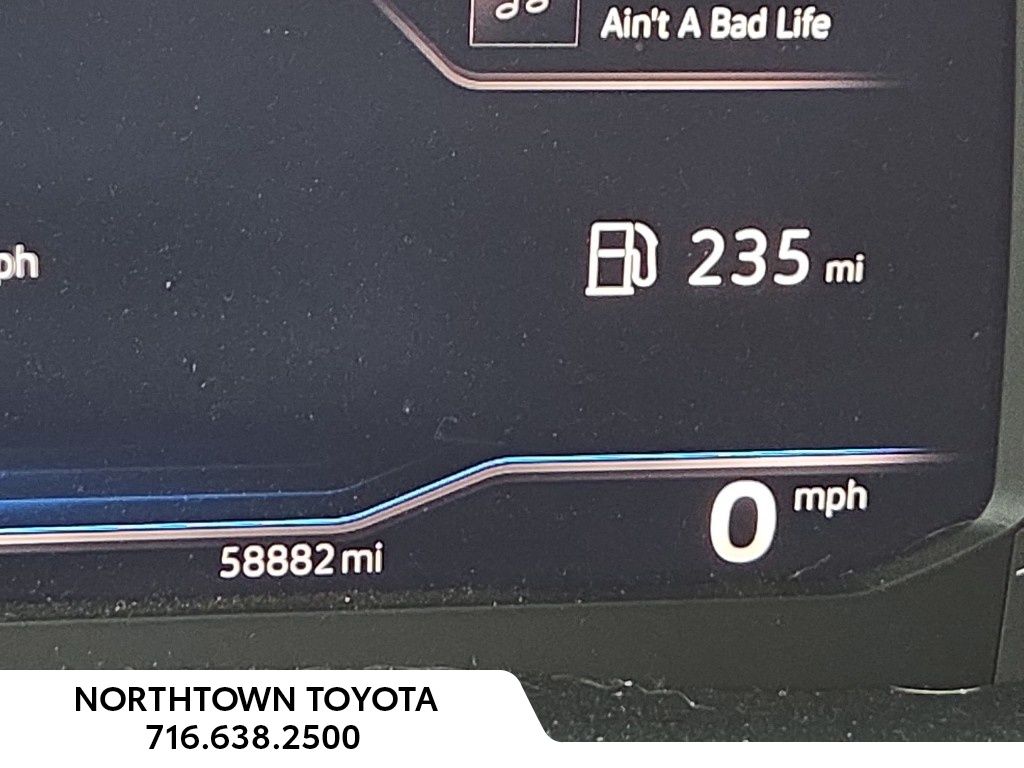 Ain't A Bad Life
ph
235 mi
0 mph
58882 mi
NORTHTOWN TOYOTA
716.638.2500